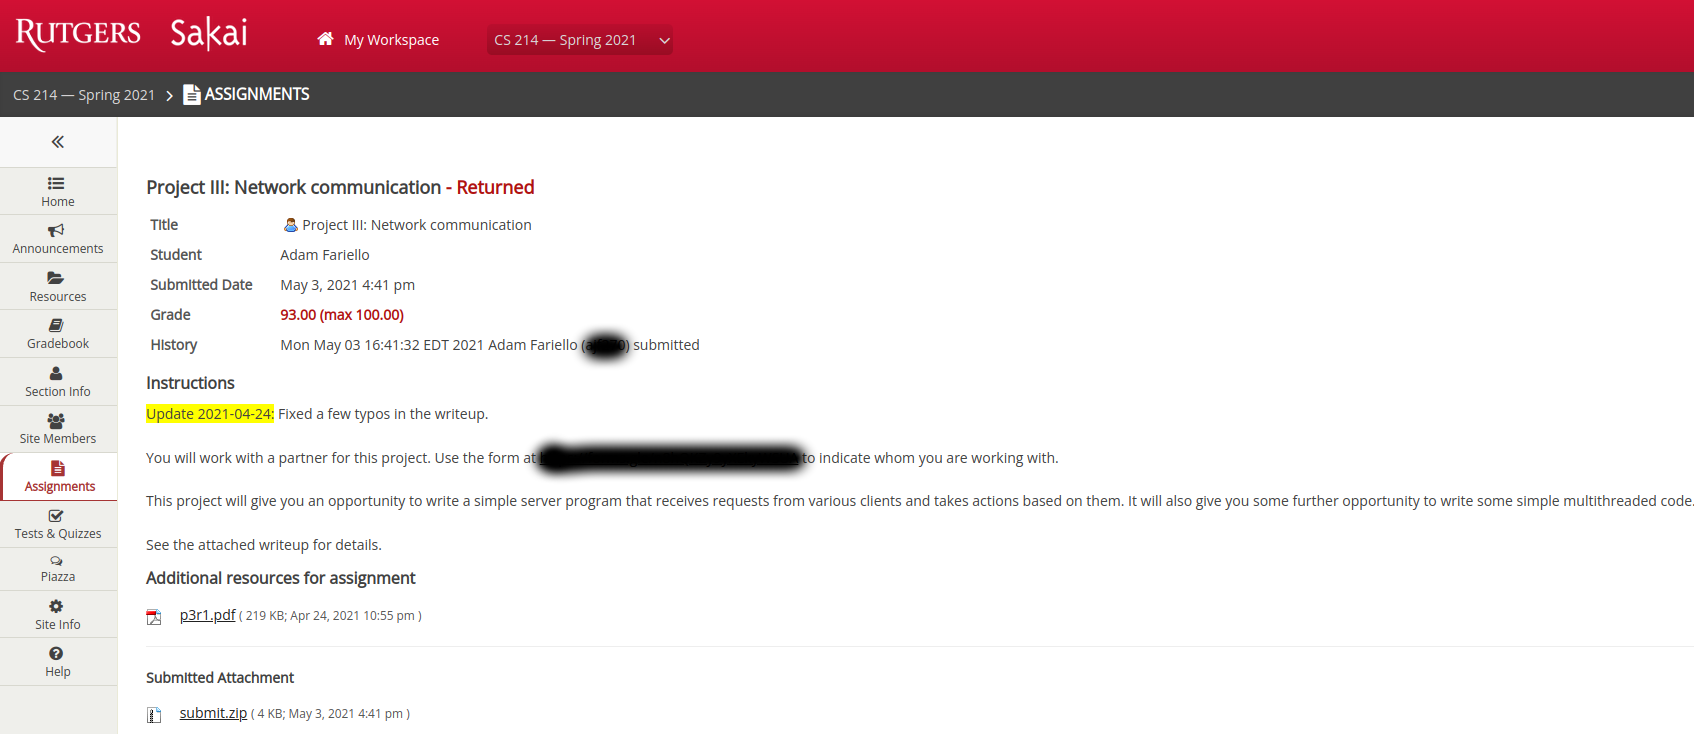 RUTGERS Sakai My Workspace CS 214 — Spring 2021
CS 214 — Spring 2021 ASSIGNMENTS
Home
Announcements
Resources
Gradebook
Section Info
Site Members
Assignments
Tests & Quizzes
Piazza
Site Info
Help
Project III: Network communication - Returned
Title Project III: Network communication
Student Adam Fariello
Submitted Date May 3, 2021 4:41 pm
Grade 93.00 (max 100.00)
History Mon May 03 16:41:32 EDT 2021 Adam Fariello ( ) submitted
Instructions
Update 2021-04-24: Fixed a few typos in the writeup.
You will work with a partner for this project. Use the form at to indicate whom you are working with.
This project will give you an opportunity to write a simple server program that receives requests from various clients and takes actions based on them. It will also give you some further opportunity to write some simple multithreaded code.
See the attached writeup for details.
Additional resources for assignment
p3r1.pdf ( 219 KB; Apr 24, 2021 10:55 pm )
Submitted Attachment
submit.zip ( 4 KB; May 3, 2021 4:41 pm )